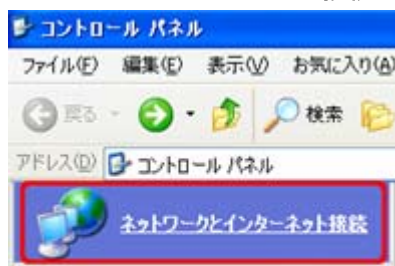 コントロール パネル
ファイル(F) 編集(E) 表示(V) お気に入り(A)
戻る 検索
アドレス(D) コントロール パネル
ネットワークとインターネット接続